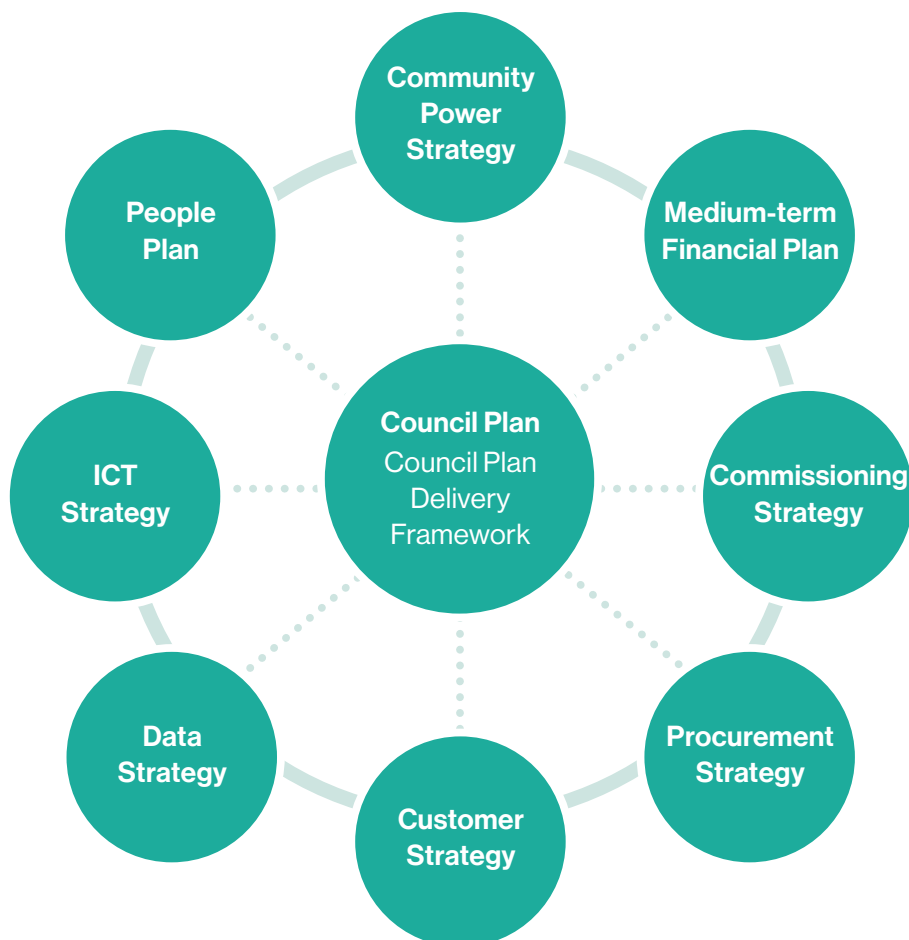 Community
Power
Strategy
People
Plan
Medium-term
Financial Plan
Council Plan
Council Plan
Delivery
Framework
ICT
Strategy
Commissioning
Strategy
Data
Strategy
Procurement
Strategy
Customer
Strategy